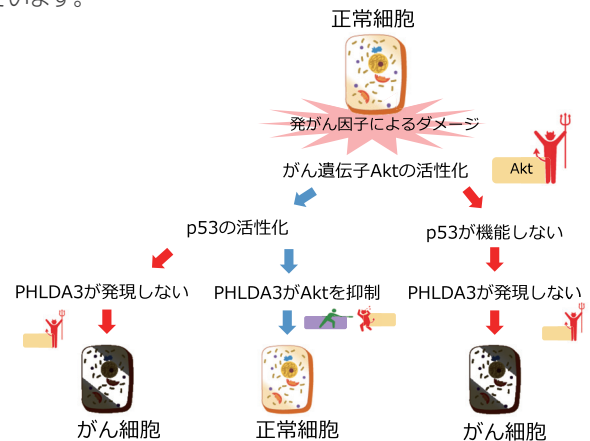 います。
正常細胞
発がん因子によるダメージ
がん遺伝子Aktの活性化
Akt
p53の活性化
p53が機能しない
PHLDA3が発現しない
PHLDA3がAktを抑制
PHLDA3が発現しない
がん細胞
正常細胞
がん細胞